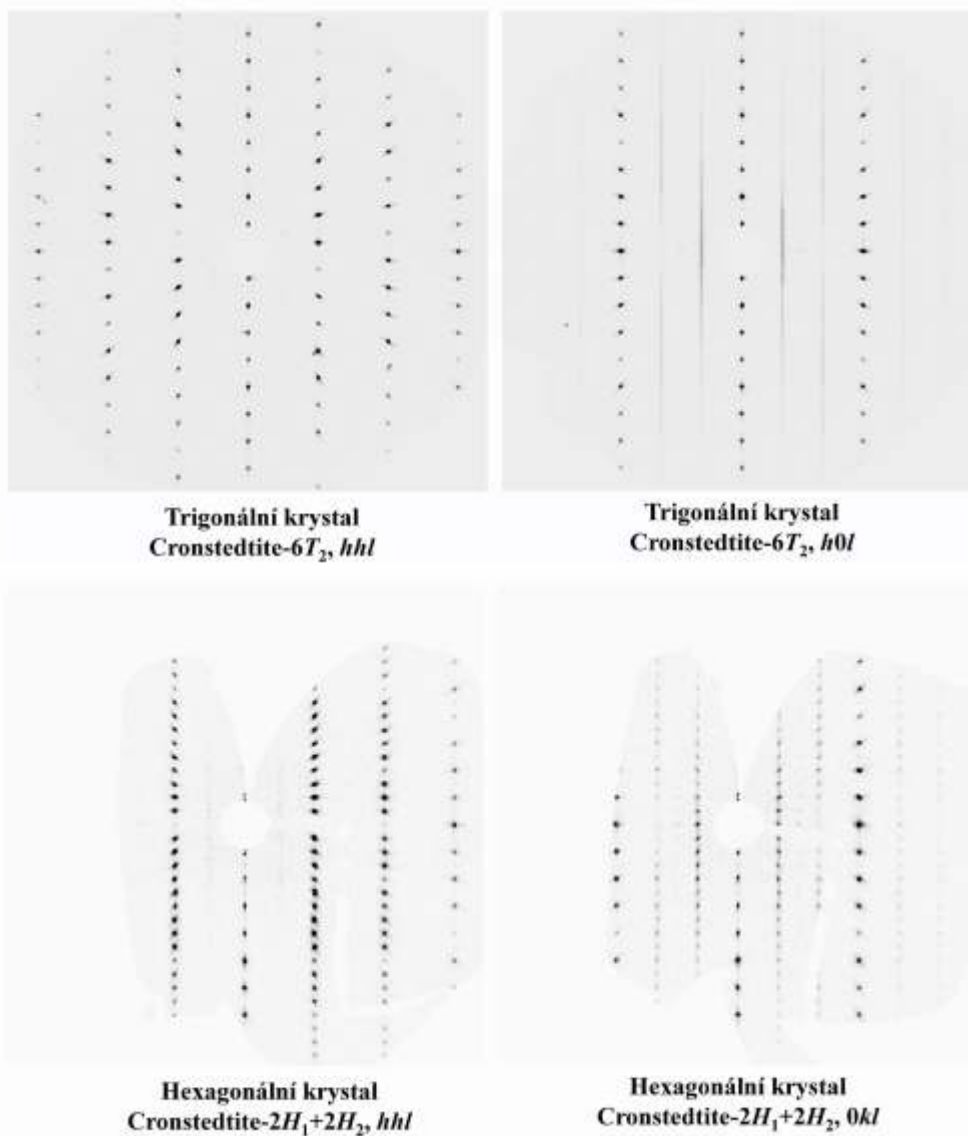 Trigonální krystal
Cronstedtite-6T₂, hhl
Trigonální krystal
Cronstedtite-6T₂, h0l
Hexagonální krystal
Cronstedtite-2H₁+2H₂, hhl
Hexagonální krystal
Cronstedtite-2H₁+2H₂, 0kl